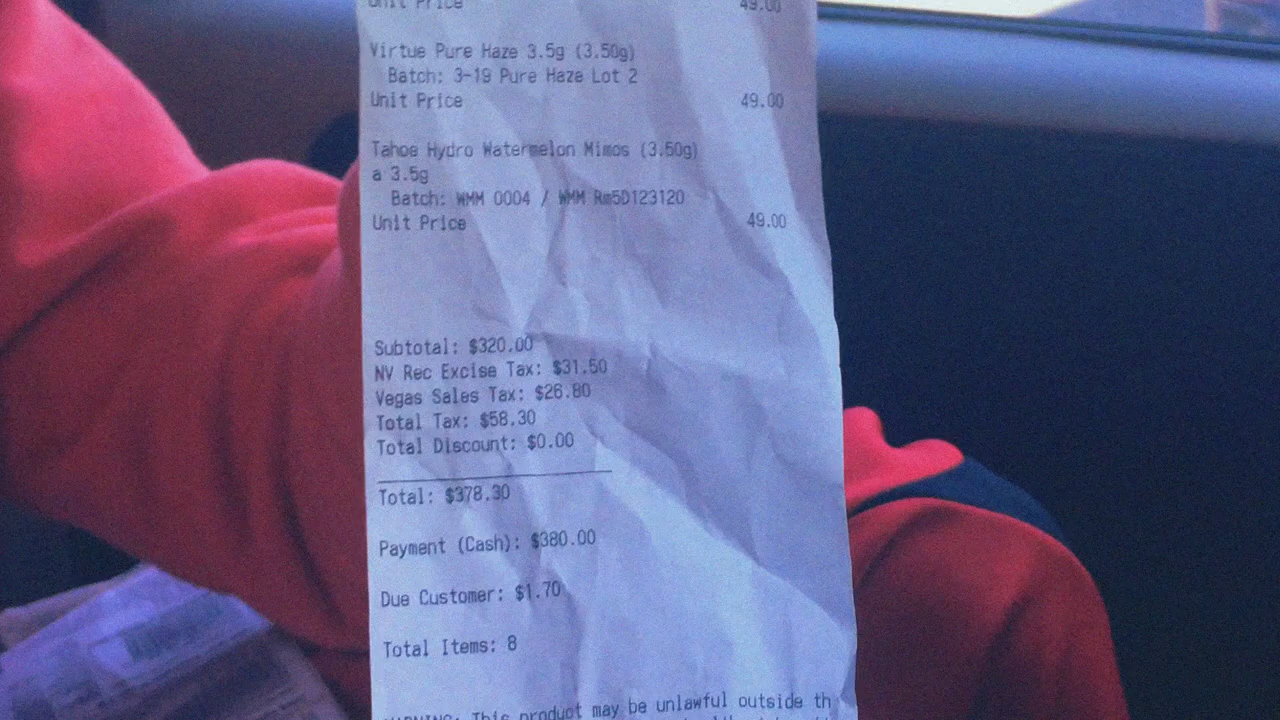 Unit Price 49.00
Virtue Pure Haze 3.5g (3.50g)
Batch: 3-19 Pure Haze Lot 2
Unit Price 49.00
Tahoe Hydro Watermelon Mimos (3.50g)
a 3.5g
Batch: WMM 0004 / WMM Rm5D123120
Unit Price 49.00
Subtotal: $320.00
NV Rec Excise Tax: $31.50
Vegas Sales Tax: $26.80
Total Tax: $58.30
Total Discount: $0.00
Total: $378.30
Payment (Cash): $380.00
Due Customer: $1.70
Total Items: 8
WARNING: This product may be unlawful outside th